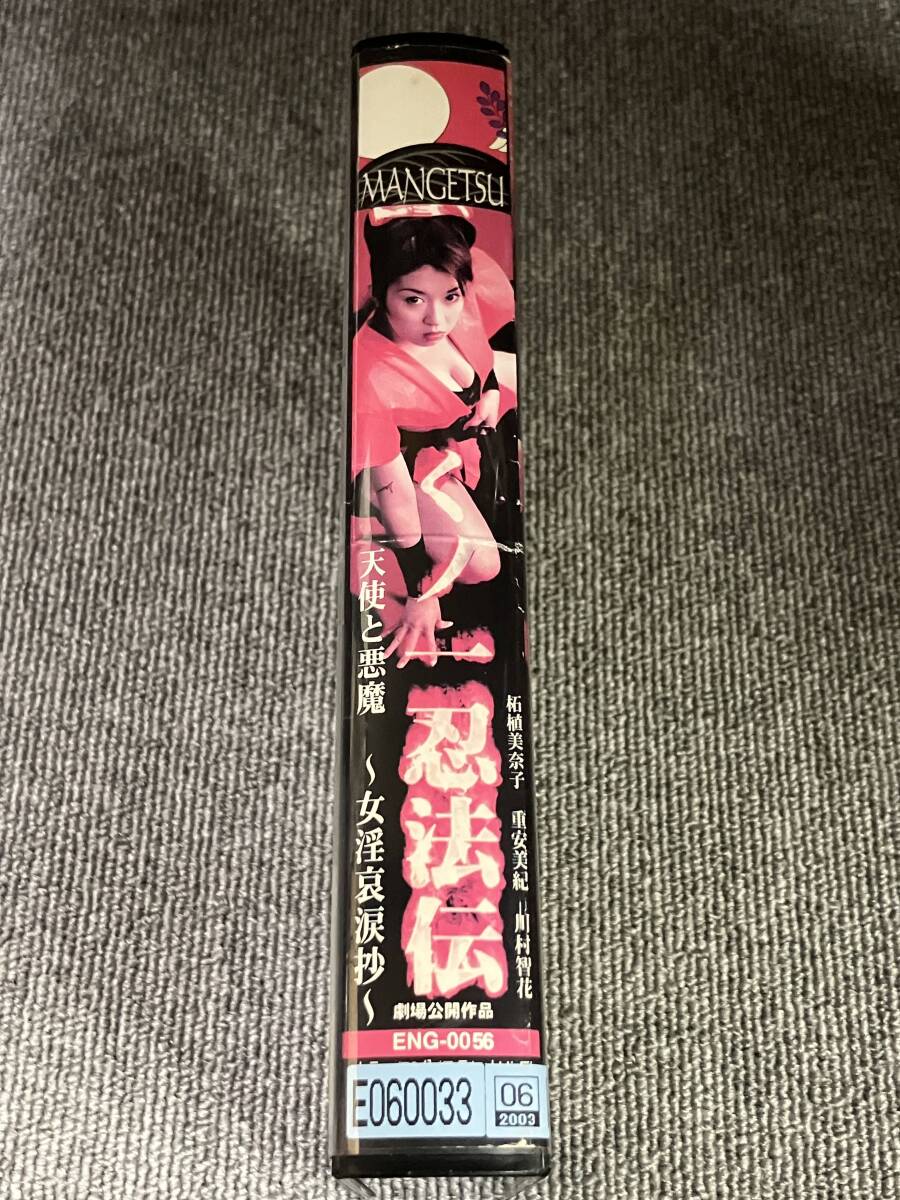 MANGETSU
くノ一忍法伝
天使と悪魔 ～女淫哀涙抄～
柘植美奈子 重安美紀 川村智花
劇場公開作品
ENG-0056
E060033
06
2003